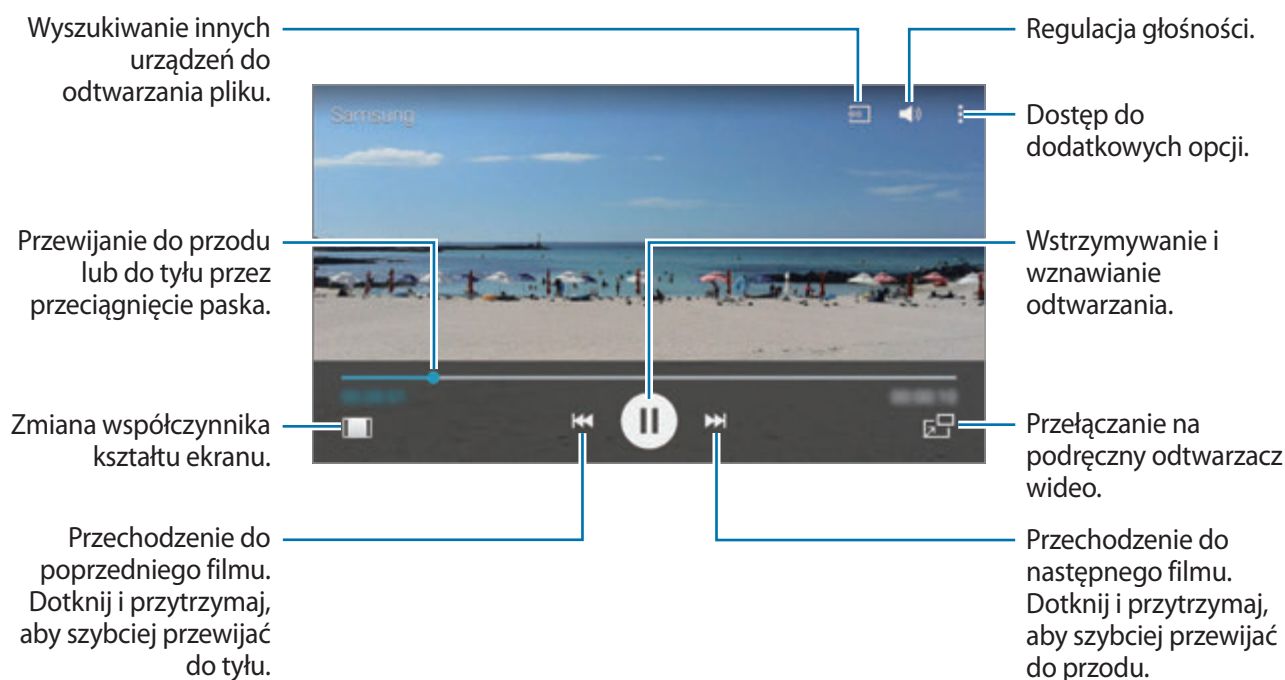 Wyszukiwanie innych
urządzeń do
odtwarzania pliku.
Regulacja głośności.
Samsung
Dostęp do
dodatkowych opcji.
Przewijanie do przodu
lub do tyłu przez
przeciągnięcie paska.
Wstrzymywanie i
wznawianie
odtwarzania.
Zmiana współczynnika
kształtu ekranu.
Przełączanie na
podręczny odtwarzacz
wideo.
Przechodzenie do
poprzedniego filmu.
Dotknij i przytrzymaj,
aby szybciej przewijać
do tyłu.
Przechodzenie do
następnego filmu.
Dotknij i przytrzymaj,
aby szybciej przewijać
do przodu.